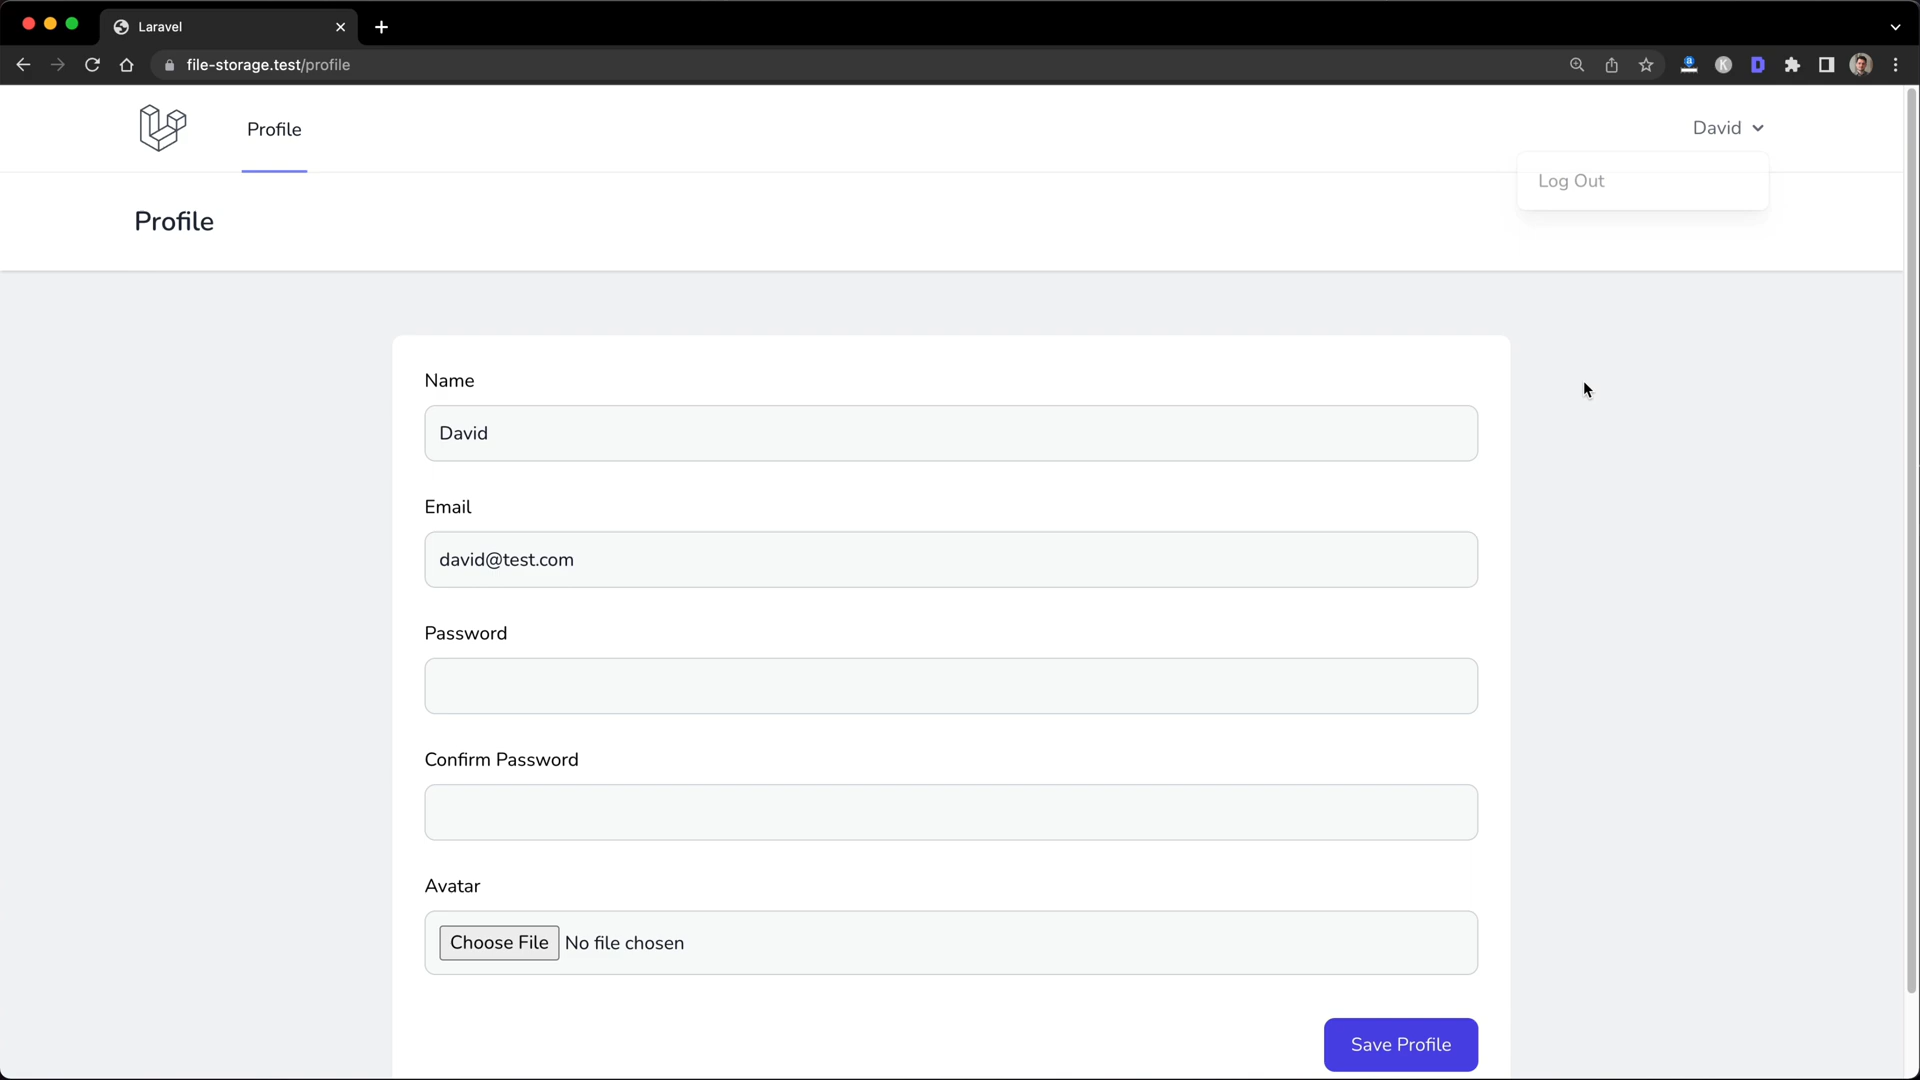 Laravel
file-storage.test/profile
Profile
David
Log Out
Profile
Name
David
Email
david@test.com
Password
Confirm Password
Avatar
Choose File No file chosen
Save Profile